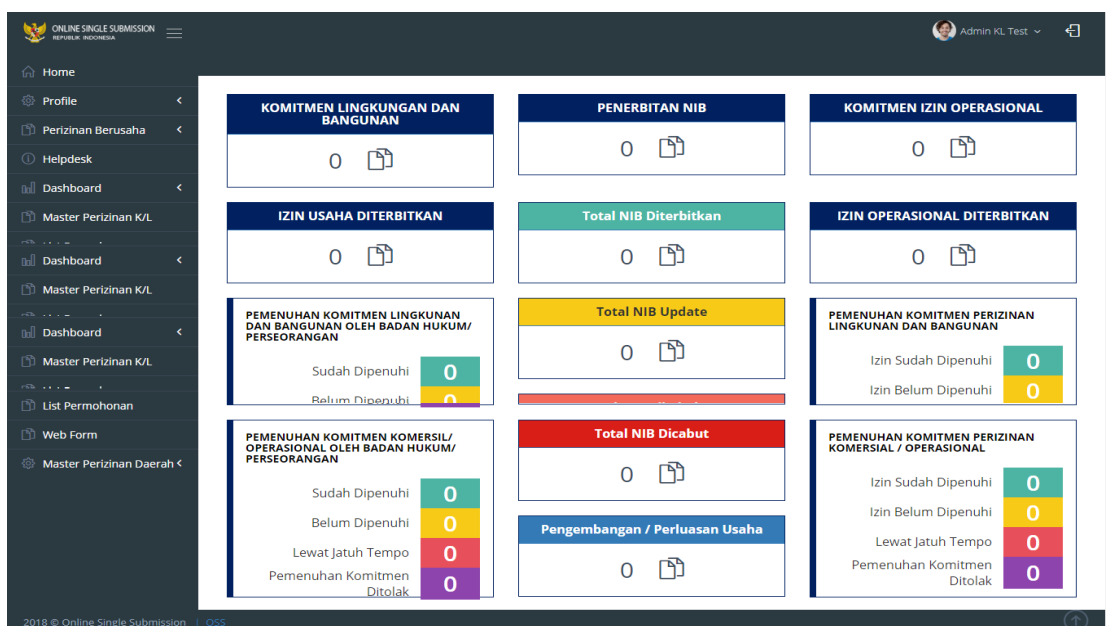 ONLINE SINGLE SUBMISSION
REPUBLIK INDONESIA
Admin KL Test
Home
Profile
Perizinan Berusaha
Helpdesk
Dashboard
Master Perizinan K/L
Dashboard
Master Perizinan K/L
Dashboard
Master Perizinan K/L
List Permohonan
Web Form
Master Perizinan Daerah
KOMITMEN LINGKUNGAN DAN
BANGUNAN
0
PENERBITAN NIB
0
KOMITMEN IZIN OPERASIONAL
0
IZIN USAHA DITERBITKAN
0
Total NIB Diterbitkan
0
IZIN OPERASIONAL DITERBITKAN
0
PEMENUHAN KOMITMEN LINGKUNAN
DAN BANGUNAN OLEH BADAN HUKUM/
PERSEORANGAN
Sudah Dipenuhi 0
Belum Dipenuhi 0
Total NIB Update
0
PEMENUHAN KOMITMEN PERIZINAN
LINGKUNAN DAN BANGUNAN
Izin Sudah Dipenuhi 0
Izin Belum Dipenuhi 0
PEMENUHAN KOMITMEN KOMERSIL/
OPERASIONAL OLEH BADAN HUKUM/
PERSEORANGAN
Sudah Dipenuhi 0
Belum Dipenuhi 0
Lewat Jatuh Tempo 0
Pemenuhan Komitmen
Ditolak 0
Total NIB Dicabut
0
Pengembangan / Perluasan Usaha
0
PEMENUHAN KOMITMEN PERIZINAN
KOMERSIAL / OPERASIONAL
Izin Sudah Dipenuhi 0
Izin Belum Dipenuhi 0
Lewat Jatuh Tempo 0
Pemenuhan Komitmen
Ditolak 0
2018 © Online Single Submission | OSS